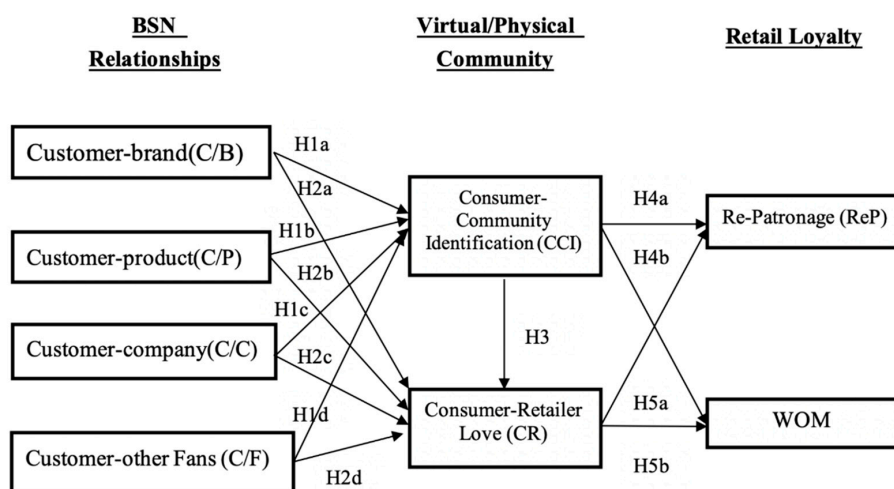 BSN
Relationships
Virtual/Physical
Community
Retail Loyalty
Customer-brand(C/B)
Customer-product(C/P)
Customer-company(C/C)
Customer-other Fans (C/F)
H1a
H2a
H1b
H2b
H1c
H2c
H1d
H2d
Consumer-
Community
Identification (CCI)
H3
Consumer-Retailer
Love (CR)
H4a
H4b
H5a
H5b
Re-Patronage (ReP)
WOM